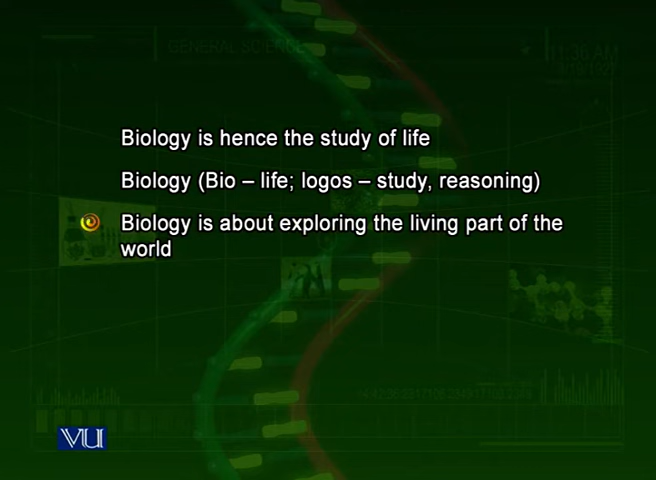 GENERAL SCIENCE
Biology is hence the study of life
Biology (Bio – life; logos – study, reasoning)
Biology is about exploring the living part of the
world
VU